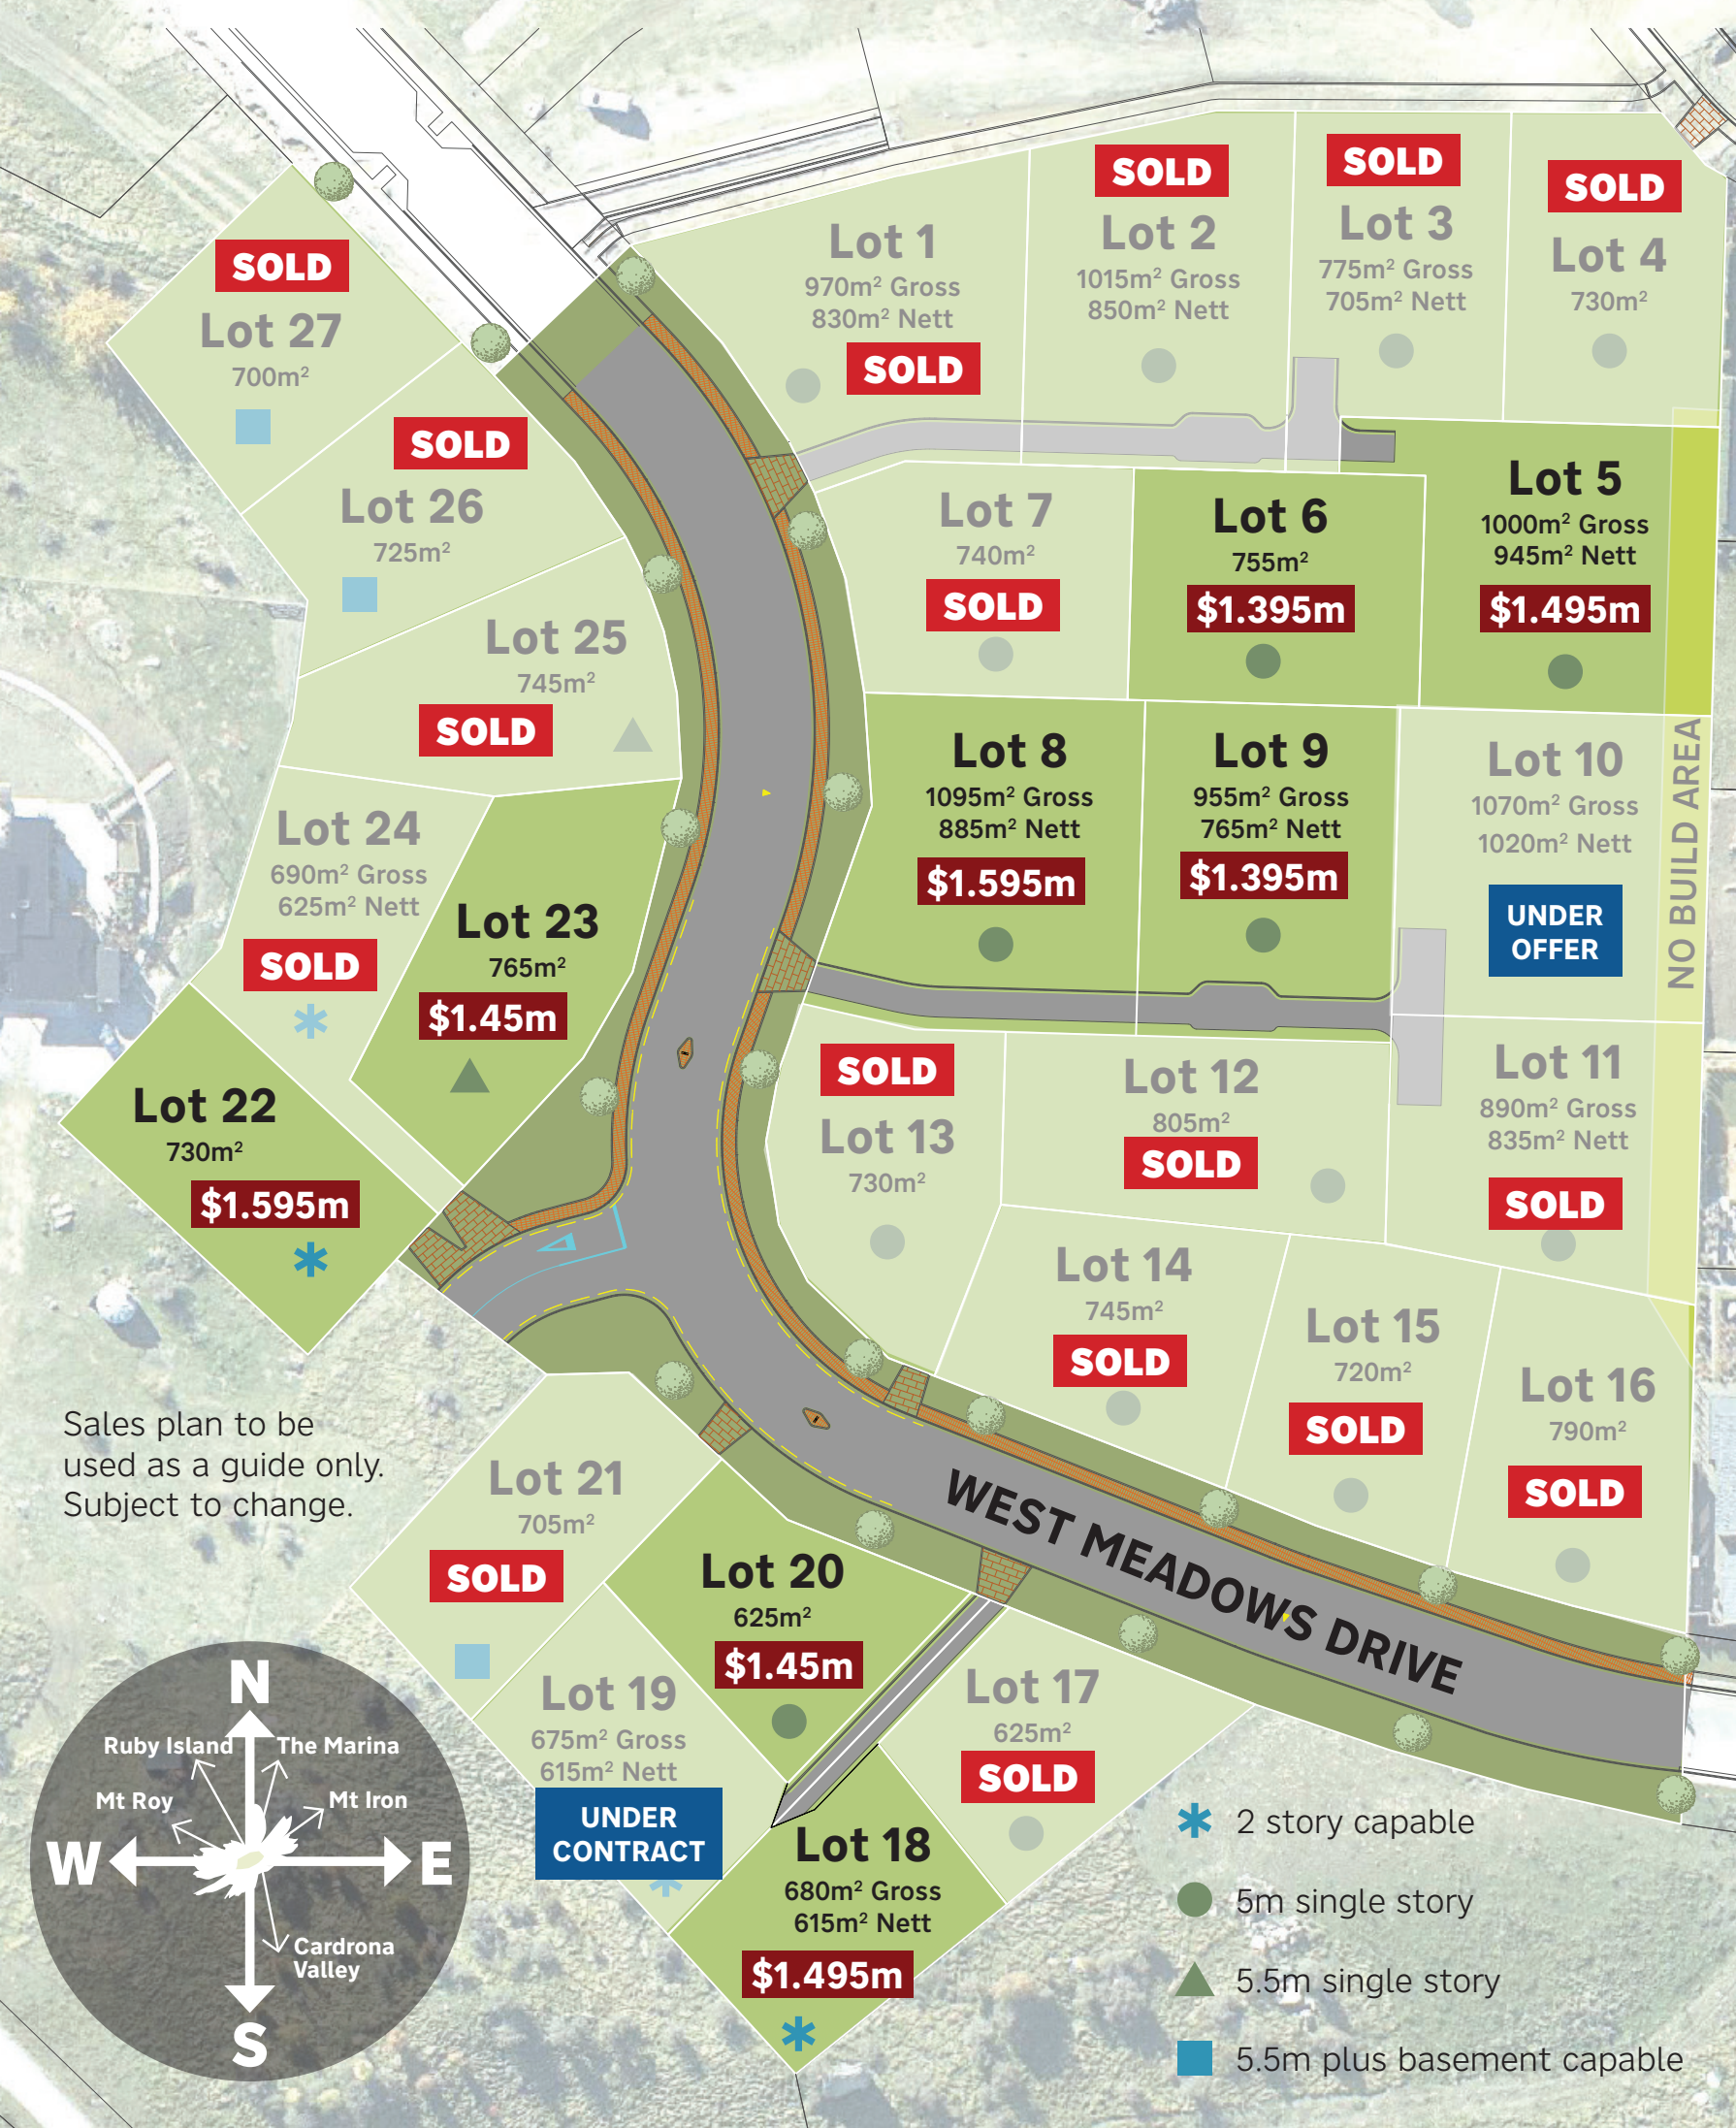 SOLD
Lot 27
700m²
SOLD
Lot 26
725m²
Lot 25
745m²
SOLD
Lot 24
690m² Gross
625m² Nett
SOLD
Lot 23
765m²
$1.45m
Lot 22
730m²
$1.595m
Lot 1
970m² Gross
830m² Nett
SOLD
SOLD
Lot 2
1015m² Gross
850m² Nett
SOLD
Lot 3
775m² Gross
705m² Nett
SOLD
Lot 4
730m²
Lot 7
740m²
SOLD
Lot 6
755m²
$1.395m
Lot 5
1000m² Gross
945m² Nett
$1.495m
Lot 8
1095m² Gross
885m² Nett
$1.595m
Lot 9
955m² Gross
765m² Nett
$1.395m
Lot 10
1070m² Gross
1020m² Nett
UNDER
OFFER
NO BUILD AREA
SOLD
Lot 13
730m²
Lot 12
805m²
SOLD
Lot 11
890m² Gross
835m² Nett
SOLD
Lot 14
745m²
SOLD
Lot 15
720m²
SOLD
Lot 16
790m²
SOLD
WEST MEADOWS DRIVE
Sales plan to be
used as a guide only.
Subject to change.
Lot 21
705m²
SOLD
Lot 20
625m²
$1.45m
Lot 19
675m² Gross
615m² Nett
UNDER
CONTRACT
Lot 17
625m²
SOLD
Lot 18
680m² Gross
615m² Nett
$1.495m
N
Ruby Island
The Marina
Mt Roy
Mt Iron
W
E
Cardrona
Valley
S
2 story capable
5m single story
5.5m single story
5.5m plus basement capable